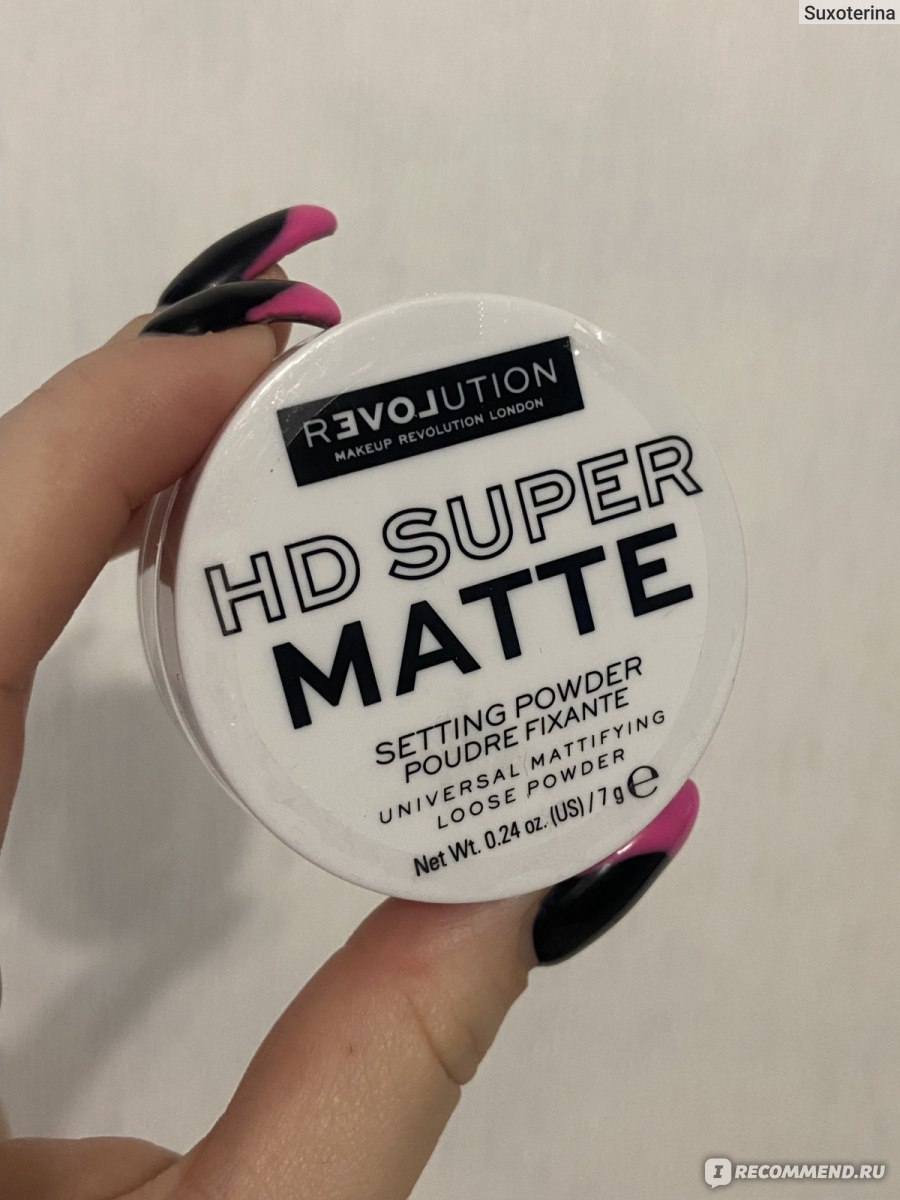 Suxoterina
REVOLUTION
MAKEUP REVOLUTION LONDON
HD SUPER
MATTE
SETTING POWDER
POUDRE FIXANTE
UNIVERSAL MATTIFYING
LOOSE POWDER
Net Wt. 0.24 oz. (US) / 7 g ℮
IRECOMMEND.RU